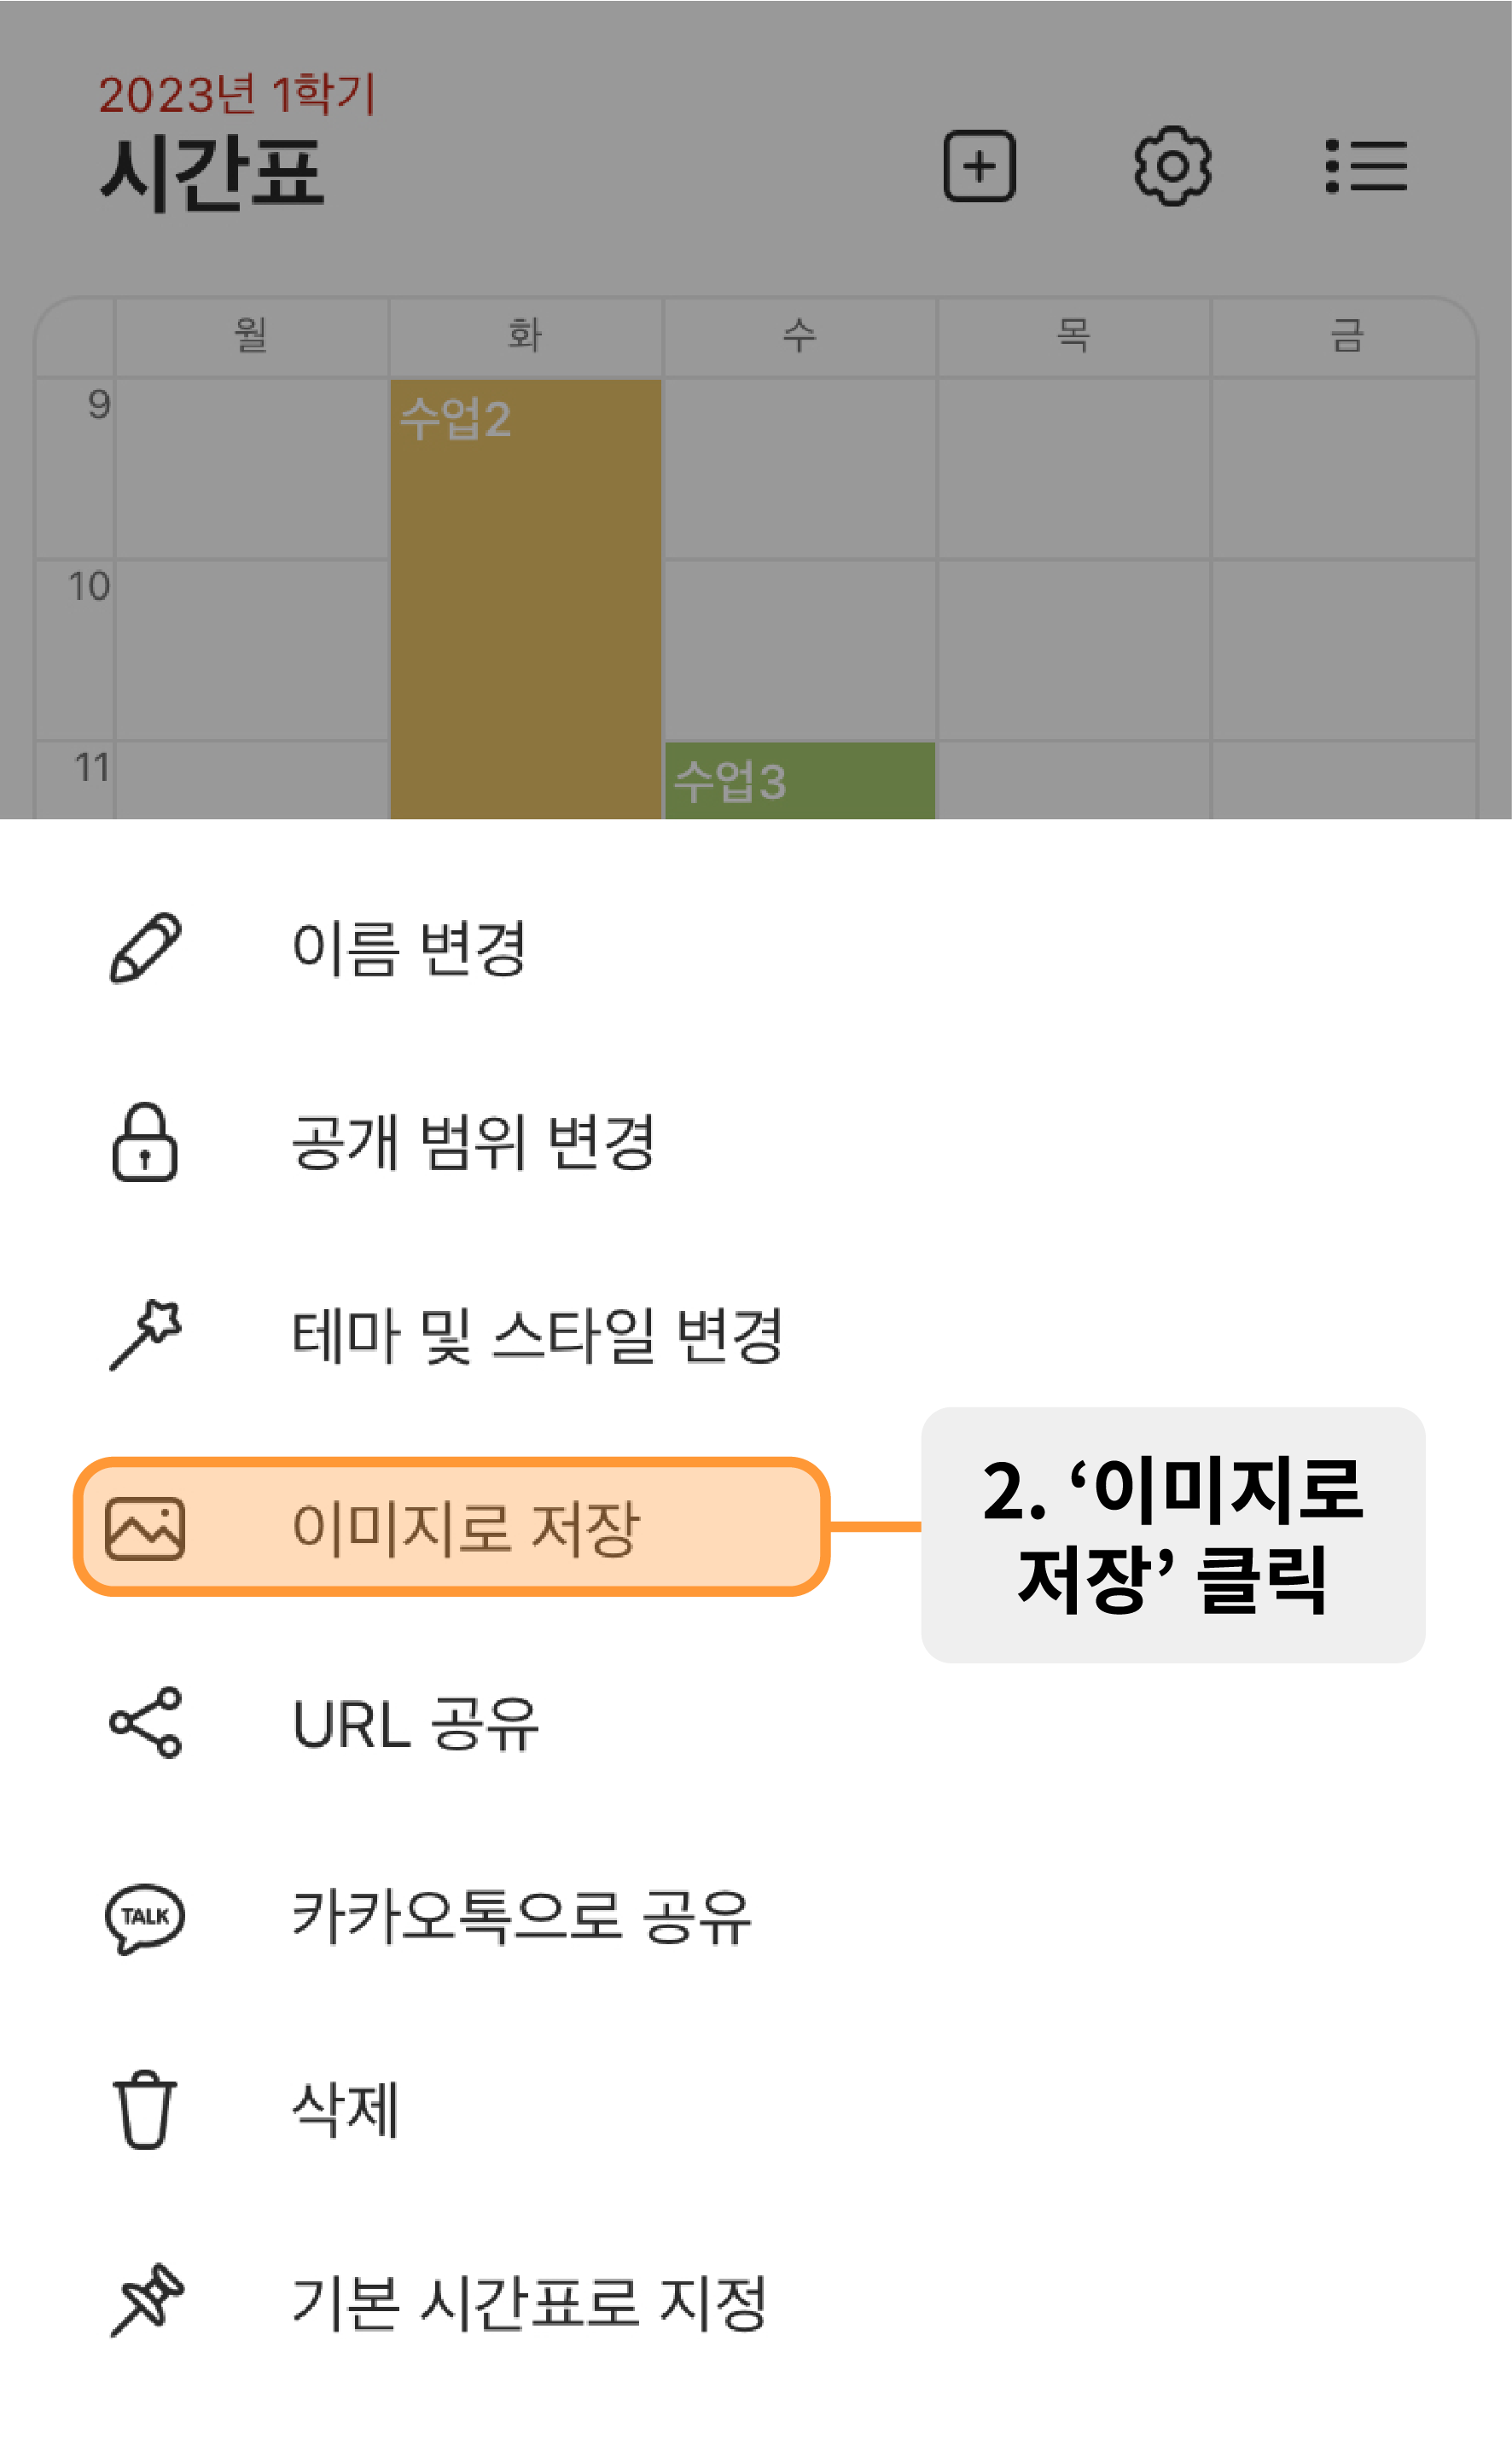 2023년 1학기
시간표
월 화 수 목 금
9
수업2
10
11
수업3
이름 변경
공개 범위 변경
테마 및 스타일 변경
이미지로 저장
2. ‘이미지로
저장’ 클릭
URL 공유
TALK
카카오톡으로 공유
삭제
기본 시간표로 지정